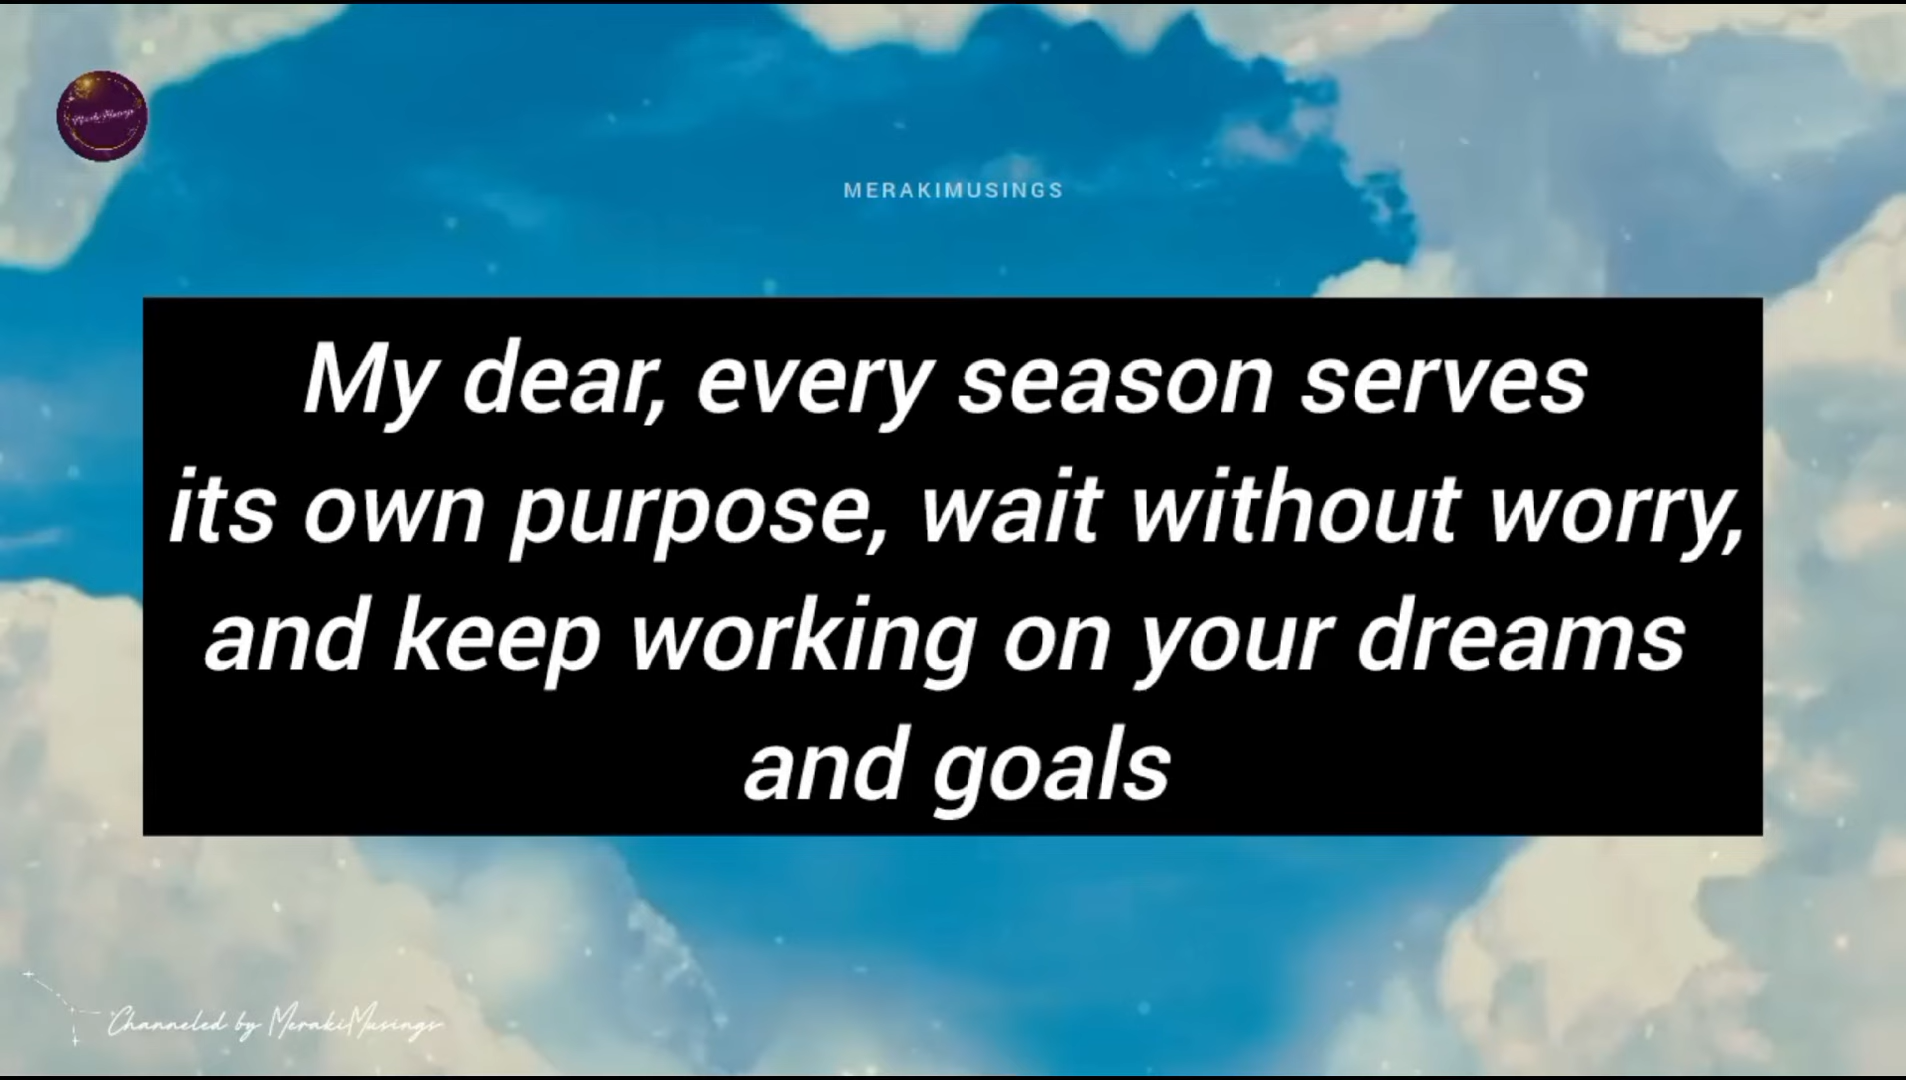 MERAKIMUSINGS
My dear, every season serves
its own purpose, wait without worry,
and keep working on your dreams
and goals
Channeled by MerakiMusings